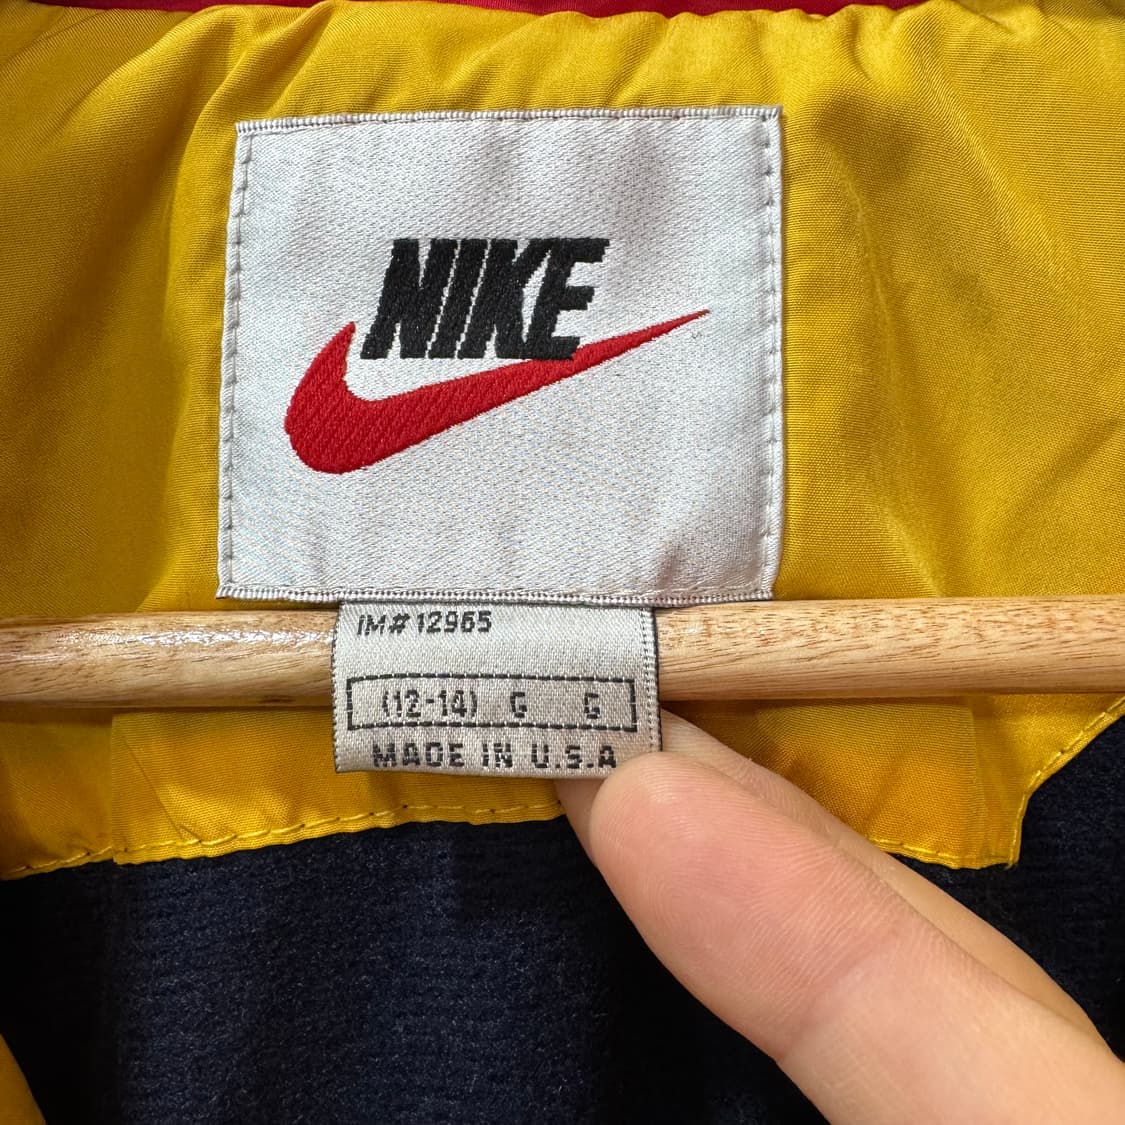 NIKE
IM# 12965
(12-14) G G
MADE IN U.S.A